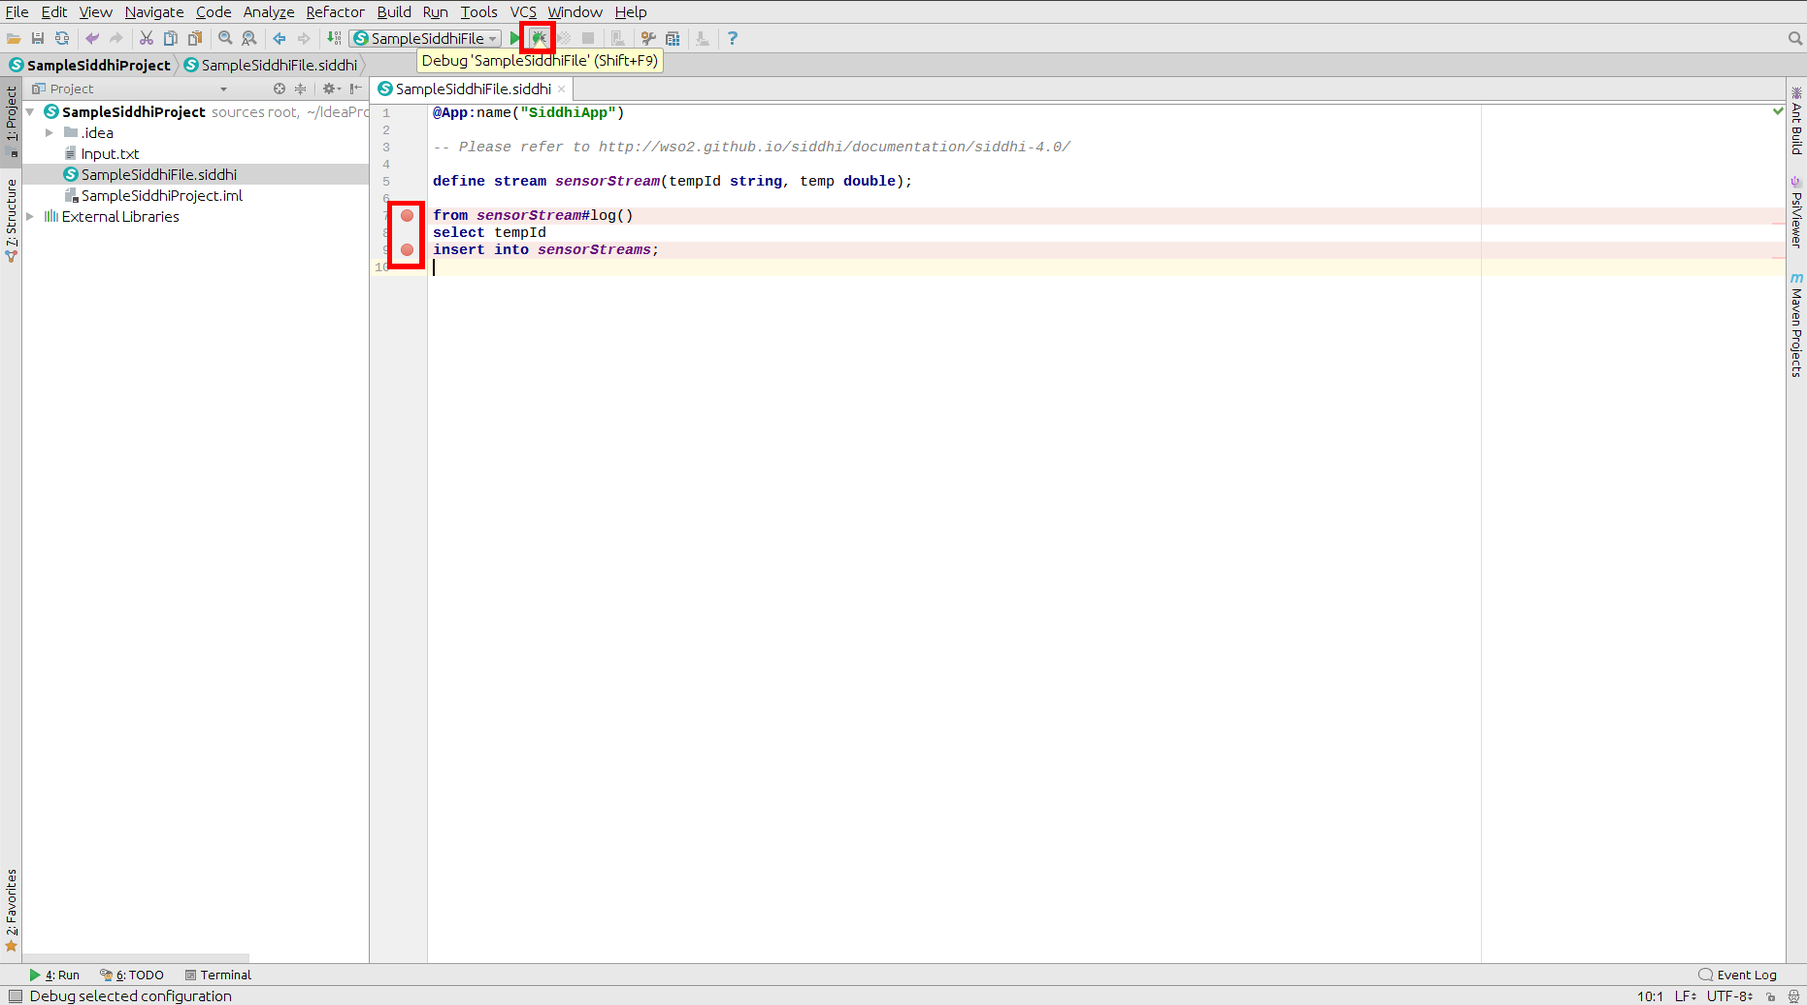 File Edit View Navigate Code Analyze Refactor Build Run Tools VCS Window Help
SampleSiddhiFile
Debug 'SampleSiddhiFile' (Shift+F9)
SampleSiddhiProject SampleSiddhiFile.siddhi
Project
SampleSiddhiFile.siddhi
SampleSiddhiProject sources root, ~/IdeaPro
.idea
Input.txt
SampleSiddhiFile.siddhi
SampleSiddhiProject.iml
External Libraries
1: Project
7: Structure
2: Favorites
1 @App:name("SiddhiApp")
2
3 -- Please refer to http://wso2.github.io/siddhi/documentation/siddhi-4.0/
4
5 define stream sensorStream(tempId string, temp double);
6
7 from sensorStream#log()
8 select tempId
9 insert into sensorStreams;
10
Ant Build
PsiViewer
Maven Projects
4: Run 6: TODO Terminal Event Log
Debug selected configuration 10:1 LF UTF-8